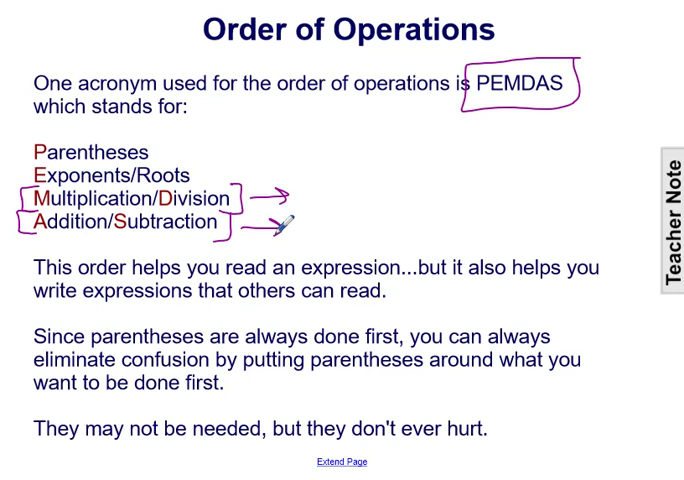 Order of Operations
One acronym used for the order of operations is PEMDAS
which stands for:
Parentheses
Exponents/Roots
Multiplication/Division
Addition/Subtraction
This order helps you read an expression...but it also helps you
write expressions that others can read.
Since parentheses are always done first, you can always
eliminate confusion by putting parentheses around what you
want to be done first.
They may not be needed, but they don't ever hurt.
Extend Page
Teacher Note